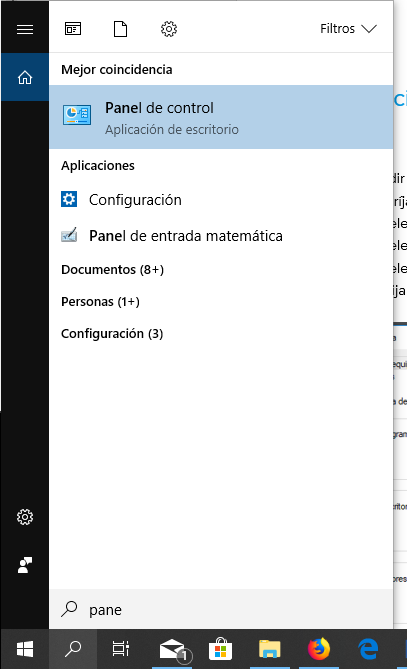 Filtros
Mejor coincidencia
Panel de control
Aplicación de escritorio
Aplicaciones
Configuración
Panel de entrada matemática
Documentos (8+)
Personas (1+)
Configuración (3)
pane
1